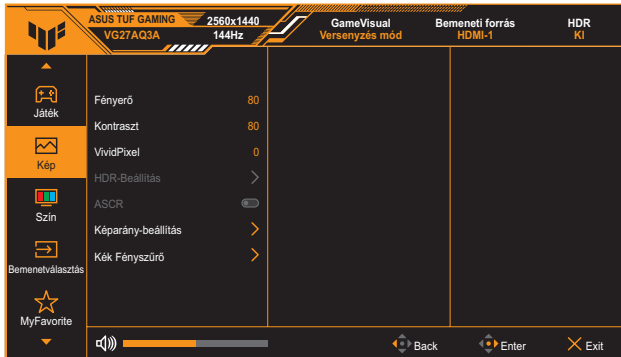 ASUS TUF GAMING 2560x1440 GameVisual Bemeneti forrás HDR
VG27AQ3A 144Hz Versenyzés mód HDMI-1 KI
Játék
Kép
Szín
Bemenetválasztás
MyFavorite
Fényerő 80
Kontraszt 80
VividPixel 0
HDR-Beállítás
ASCR
Képarány-beállítás
Kék Fényszűrő
Back Enter Exit